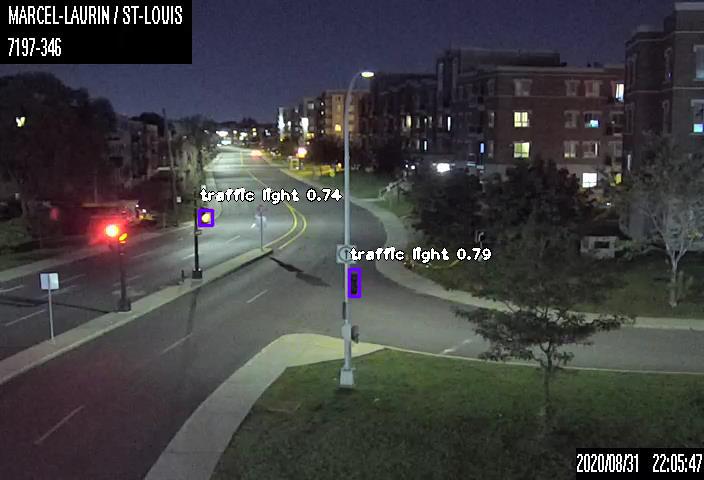 MARCEL-LAURIN / ST-LOUIS
7197-346
traffic light 0.74
traffic light 0.79
2020/08/31 22:05:47